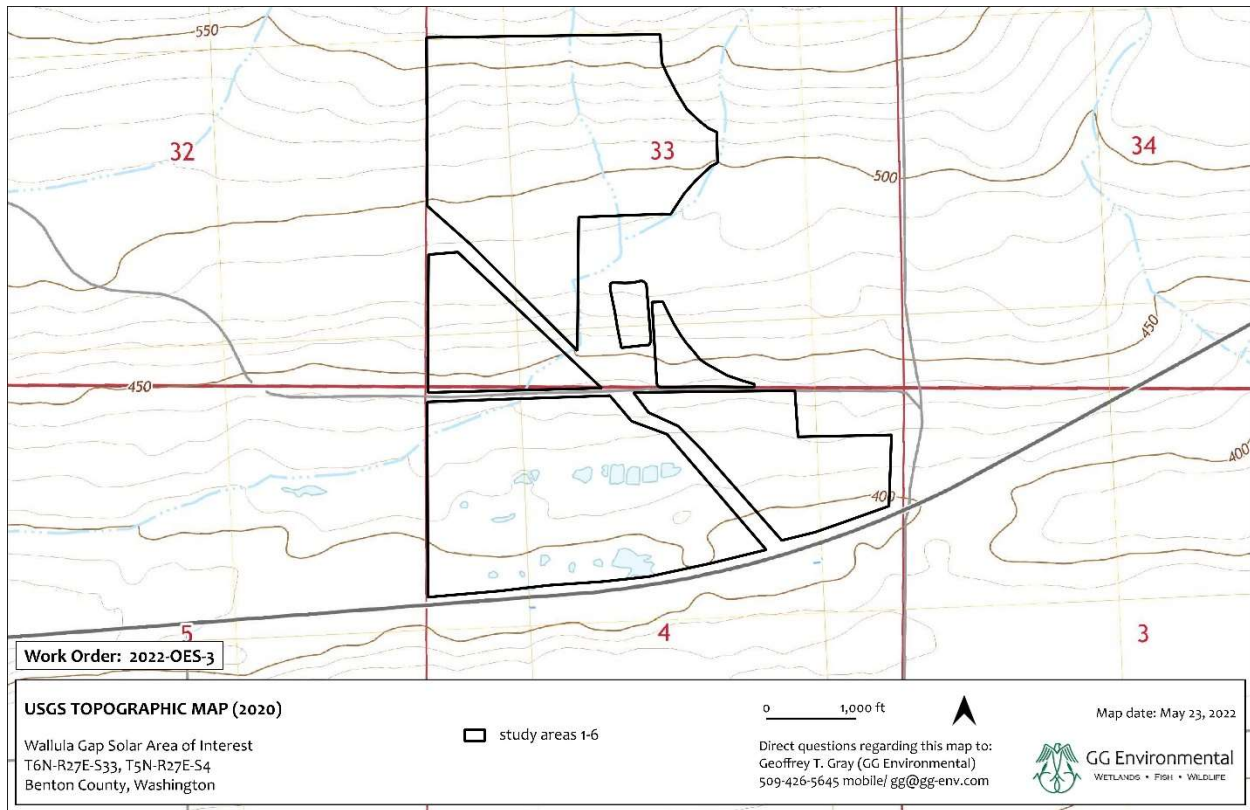 550
32
33
34
500
450
450
400
400
5
4
3
Work Order: 2022-OES-3
USGS TOPOGRAPHIC MAP (2020)
Wallula Gap Solar Area of Interest
T6N-R27E-S33, T5N-R27E-S4
Benton County, Washington
study areas 1-6
0 1,000 ft
Direct questions regarding this map to:
Geoffrey T. Gray (GG Environmental)
509-426-5645 mobile/ gg@gg-env.com
Map date: May 23, 2022
GG Environmental
WETLANDS • FISH • WILDLIFE